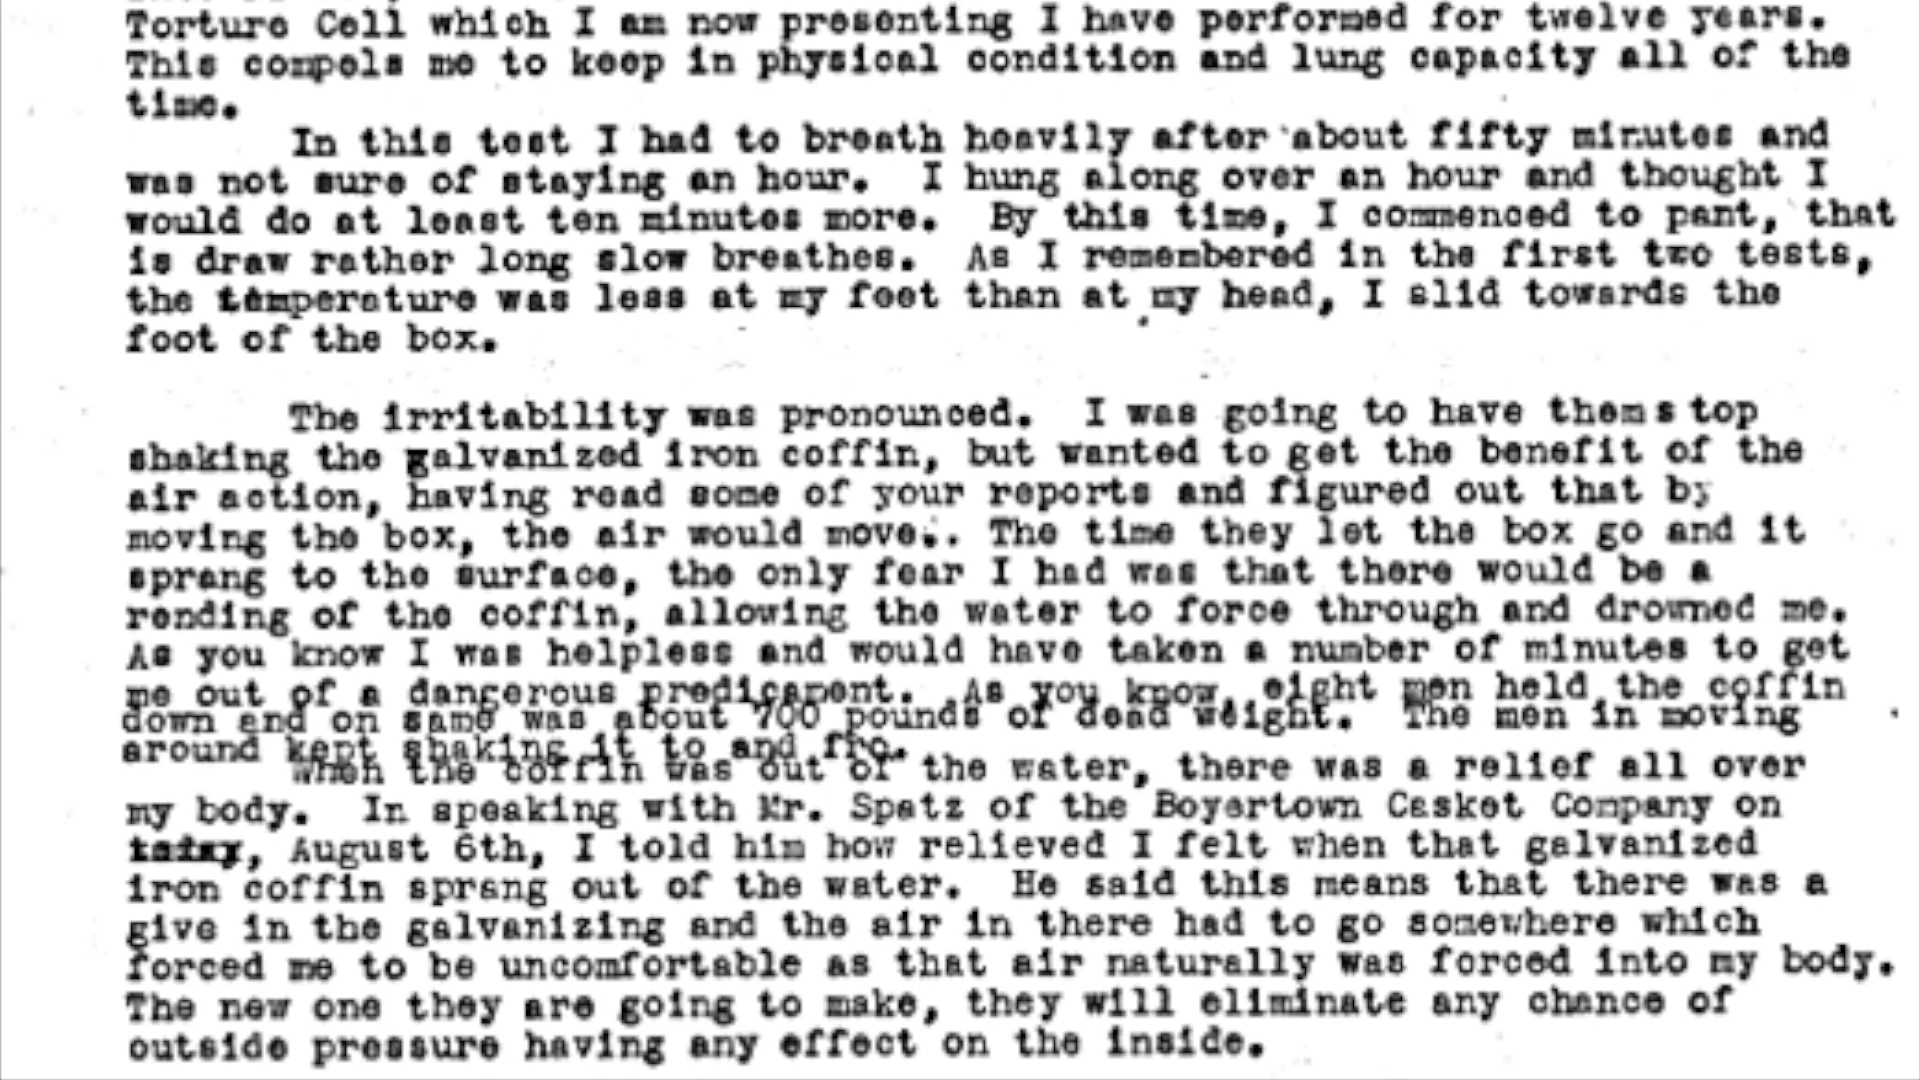 Torture Cell which I am now presenting I have performed for twelve years.
This compels me to keep in physical condition and lung capacity all of the
time.
In this test I had to breath heavily after about fifty minutes and
was not sure of staying an hour. I hung along over an hour and thought I
would do at least ten minutes more. By this time, I commenced to pant, that
is draw rather long slow breathes. As I remembered in the first two tests,
the temperature was less at my feet than at my head, I slid towards the
foot of the box.
The irritability was pronounced. I was going to have them stop
shaking the galvanized iron coffin, but wanted to get the benefit of the
air action, having read some of your reports and figured out that by
moving the box, the air would move.. The time they let the box go and it
sprang to the surface, the only fear I had was that there would be a
rending of the coffin, allowing the water to force through and drowned me.
As you know I was helpless and would have taken a number of minutes to get
me out of a dangerous predicament. As you know, eight men held the coffin
down and on same was about 700 pounds of dead weight. The men in moving
around kept shaking it to and fro.
When the coffin was out of the water, there was a relief all over
my body. In speaking with Mr. Spatz of the Boyertown Casket Company on
today, August 6th, I told him how relieved I felt when that galvanized
iron coffin sprang out of the water. He said this means that there was a
give in the galvanizing and the air in there had to go somewhere which
forced me to be uncomfortable as that air naturally was forced into my body.
The new one they are going to make, they will eliminate any chance of
outside pressure having any effect on the inside.